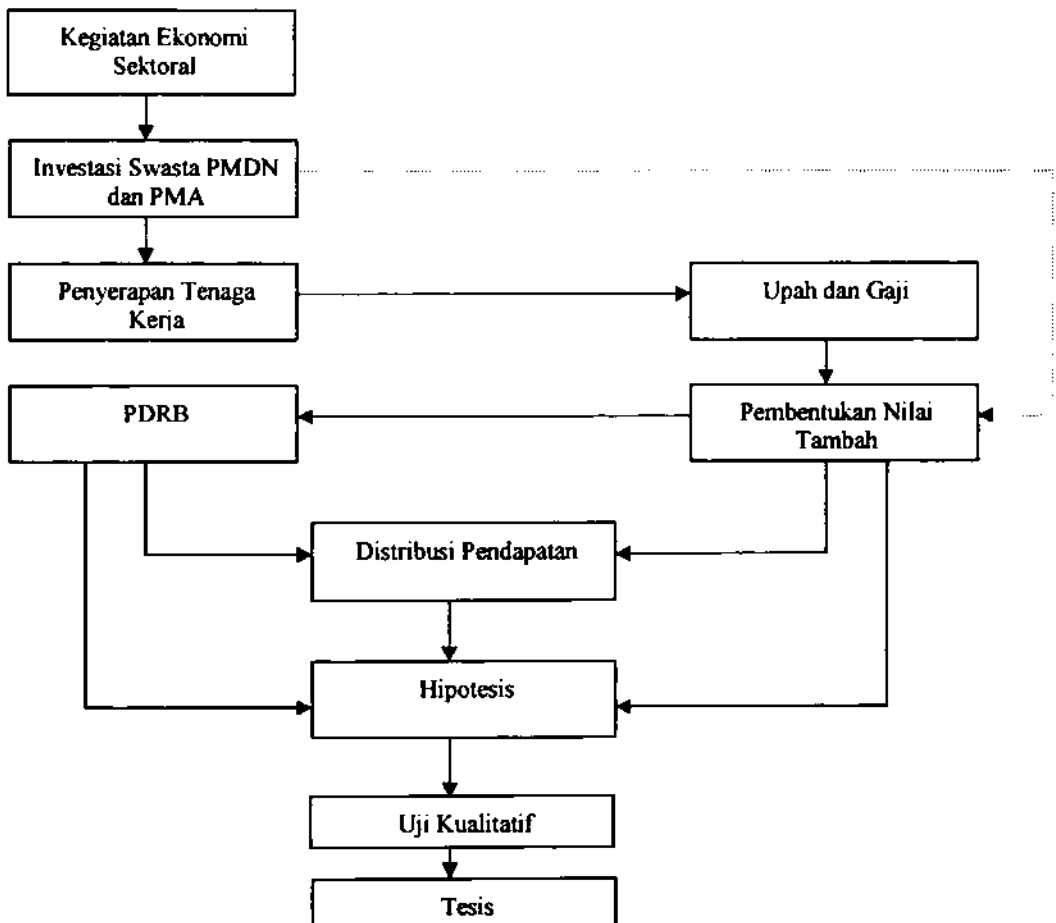 Kegiatan Ekonomi
Sektoral
Investasi Swasta PMDN
dan PMA
Penyerapan Tenaga
Kerja
Upah dan Gaji
PDRB
Pembentukan Nilai
Tambah
Distribusi Pendapatan
Hipotesis
Uji Kualitatif
Tesis